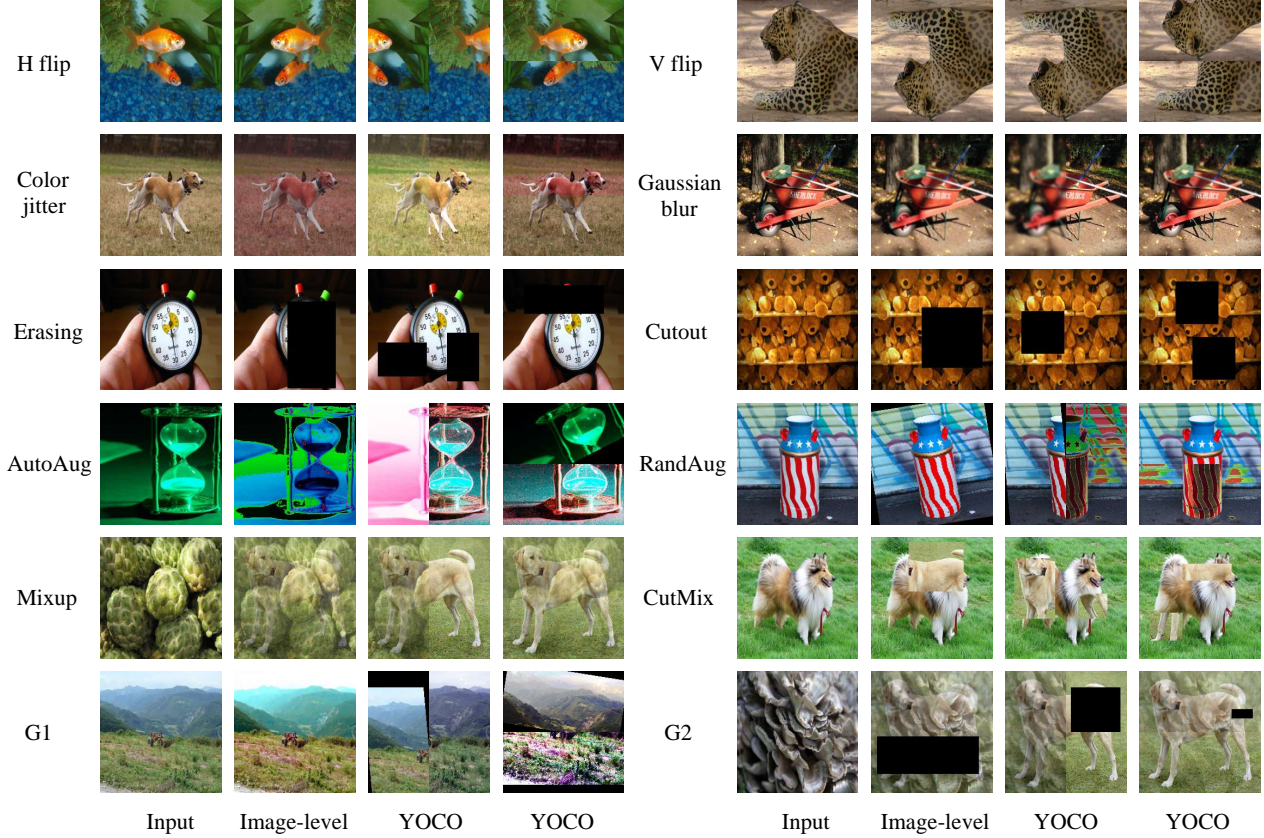 H flip
V flip
Color
jitter
Gaussian
blur
SHERLOCK
Erasing
Cutout
AutoAug
RandAug
Mixup
CutMix
G1
G2
Input Image-level YOCO YOCO
Input Image-level YOCO YOCO